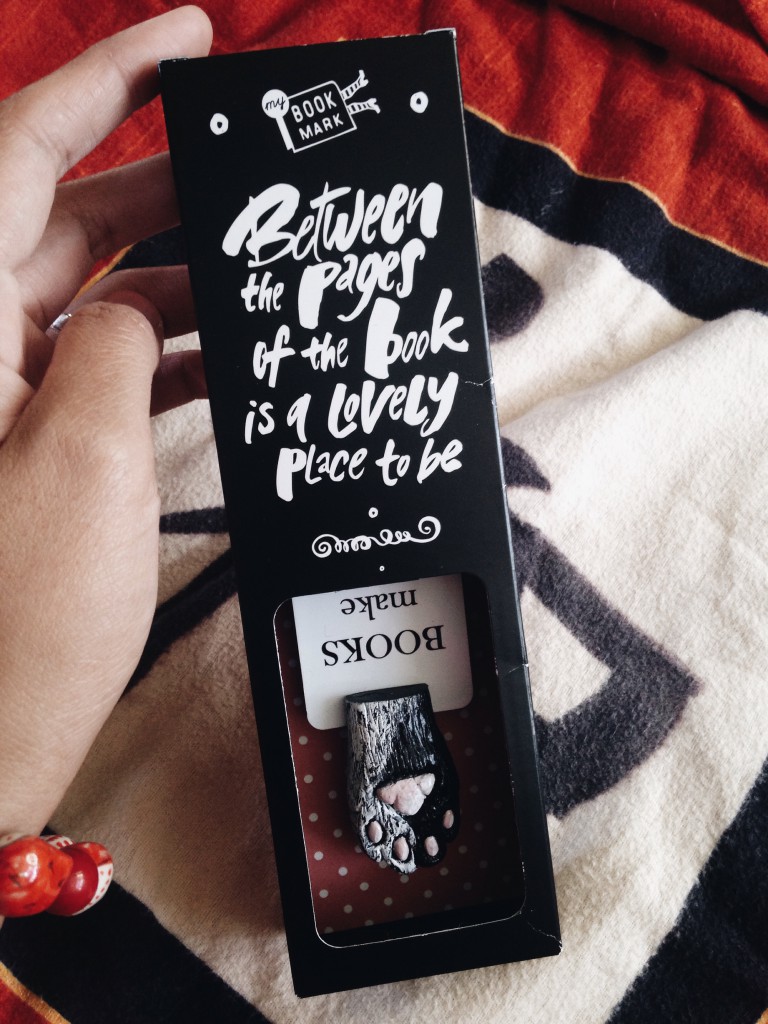 my
BOOK
MARK
Between
the pages
of the book
is a lovely
place to be
BOOKS
make